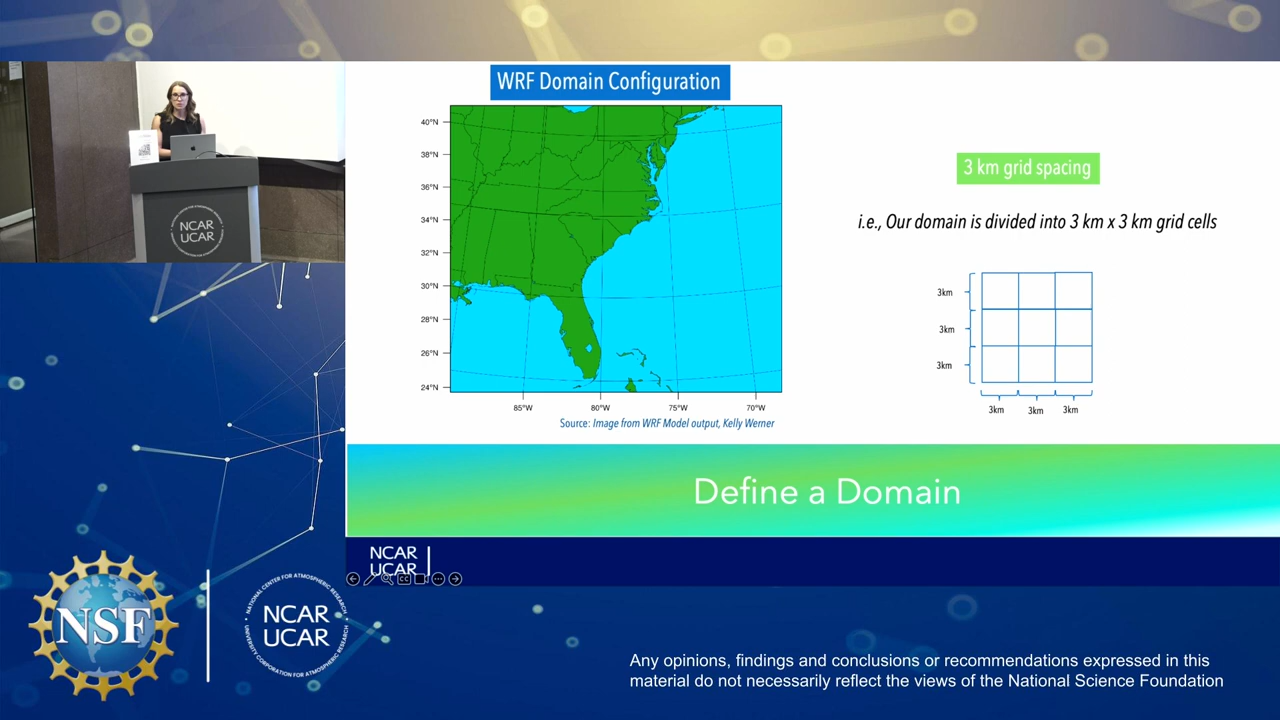 WRF Domain Configuration
40°N
38°N
36°N
34°N
32°N
30°N
28°N
26°N
24°N
85°W
80°W
75°W
70°W
Source: Image from WRF Model output, Kelly Werner
3 km grid spacing
i.e., Our domain is divided into 3 km x 3 km grid cells
3km
3km
3km
3km
3km
3km
Define a Domain
NCAR
UCAR
NCAR
UCAR
NSF
NATIONAL CENTER FOR ATMOSPHERIC RESEARCH
NCAR
UCAR
UNIVERSITY CORPORATION FOR ATMOSPHERIC RESEARCH
Any opinions, findings and conclusions or recommendations expressed in this
material do not necessarily reflect the views of the National Science Foundation